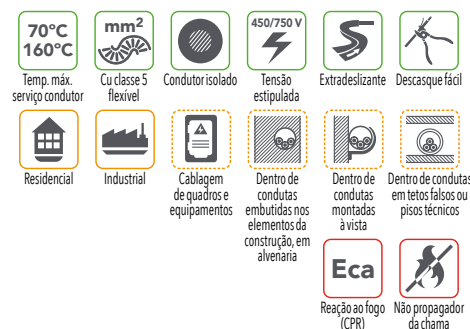 70°C
160°C
mm²
450/750 V
Temp. máx.
serviço condutor
Cu classe 5
flexível
Condutor isolado
Tensão
estipulada
Extradeslizante
Descasque fácil
Residencial
Industrial
Cablagem
de quadros e
equipamentos
Dentro de
condutas
embutidas nos
elementos da
construção, em
alvenaria
Dentro de
condutas
montadas
à vista
Dentro de condutas
em tetos falsos ou
pisos técnicos
Eca
Reação ao fogo
(CPR)
Não propagador
da chama